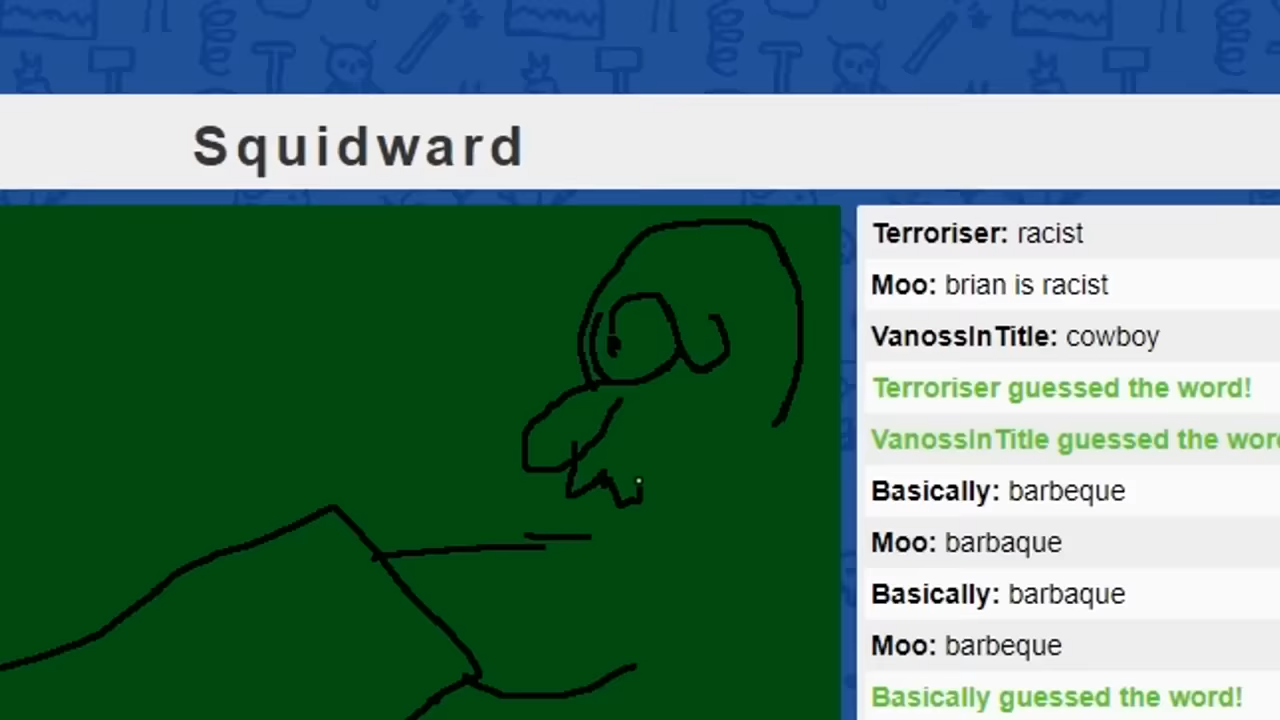 Squidward
Terroriser: racist
Moo: brian is racist
VanossInTitle: cowboy
Terroriser guessed the word!
VanossInTitle guessed the wor
Basically: barbeque
Moo: barbaque
Basically: barbaque
Moo: barbeque
Basically guessed the word!